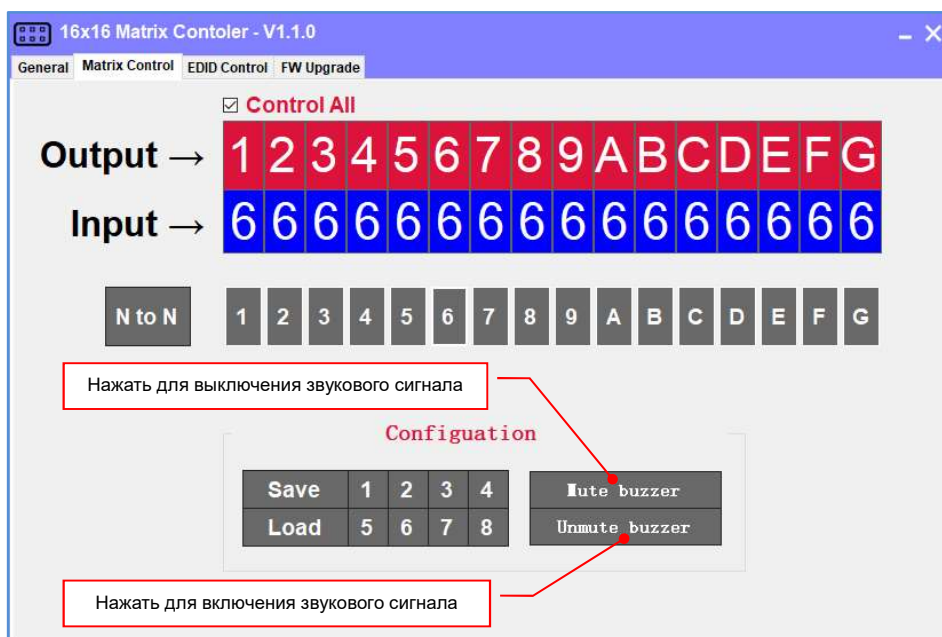 16x16 Matrix Contoler - V1.1.0
General Matrix Control EDID Control FW Upgrade
Control All
Output → 1 2 3 4 5 6 7 8 9 A B C D E F G
Input → 6 6 6 6 6 6 6 6 6 6 6 6 6 6 6 6
N to N 1 2 3 4 5 6 7 8 9 A B C D E F G
Нажать для выключения звукового сигнала
Configuation
Save 1 2 3 4 Mute buzzer
Load 5 6 7 8 Unmute buzzer
Нажать для включения звукового сигнала